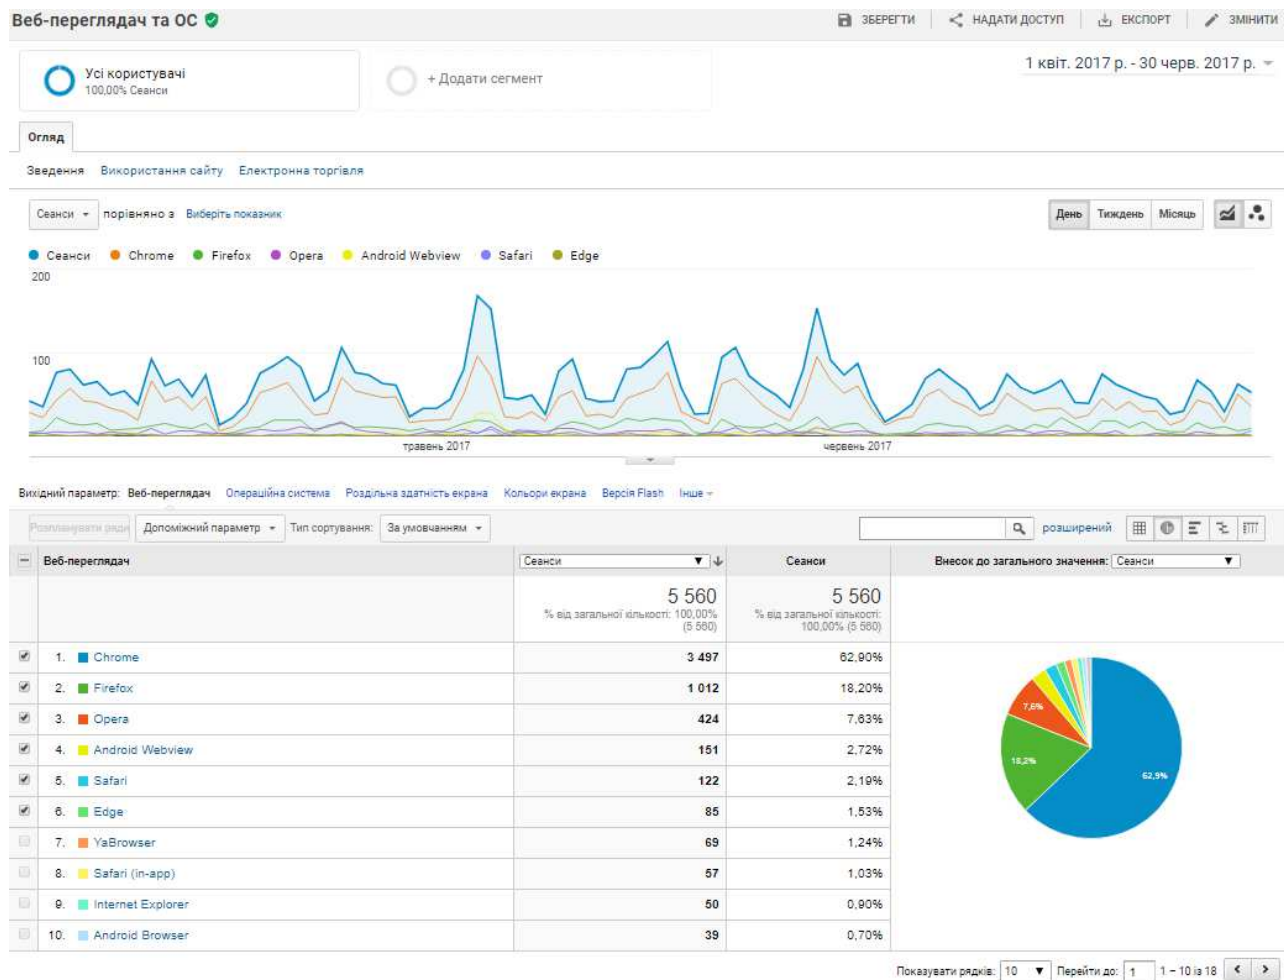 Веб-переглядач та ОС
ЗБЕРЕГТИ НАДАТИ ДОСТУП ЕКСПОРТ ЗМІНИТИ
Усі користувачі
100,00% Сеанси
+ Додати сегмент
1 квіт. 2017 р. - 30 черв. 2017 р.
Огляд
Зведення Використання сайту Електронна торгівля
Сеанси порівняно з Виберіть показник
День Тиждень Місяць
Сеанси Chrome Firefox Opera Android Webview Safari Edge
200
100
травень 2017 червень 2017
Вихідний параметр: Веб-переглядач Операційна система Роздільна здатність екрана Кольори екрана Версія Flash Інше
Розпланувати ряди Допоміжний параметр Тип сортування: За умовчанням розширений
Веб-переглядач Сеанси Сеанси Внесок до загального значення: Сеанси
5 560 5 560
% від загальної кількості: 100,00% (5 560) % від загальної кількості: 100,00% (5 560)
1. Chrome 3 497 62,90%
2. Firefox 1 012 18,20%
3. Opera 424 7,63%
4. Android Webview 151 2,72%
5. Safari 122 2,19%
6. Edge 85 1,53%
7. YaBrowser 69 1,24%
8. Safari (in-app) 57 1,03%
9. Internet Explorer 50 0,90%
10. Android Browser 39 0,70%
7,6%
18,2%
62,9%
Показувати рядків: 10 Перейти до: 1 1 – 10 із 18